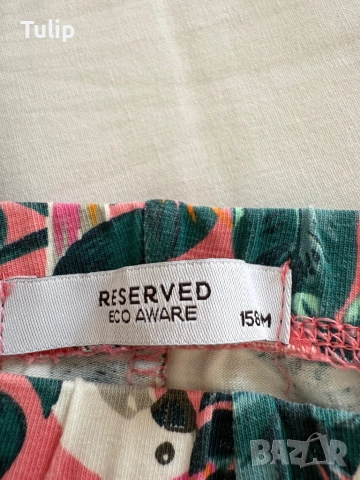 Tulip
RESERVED
ECO AWARE
158M
BAZAR